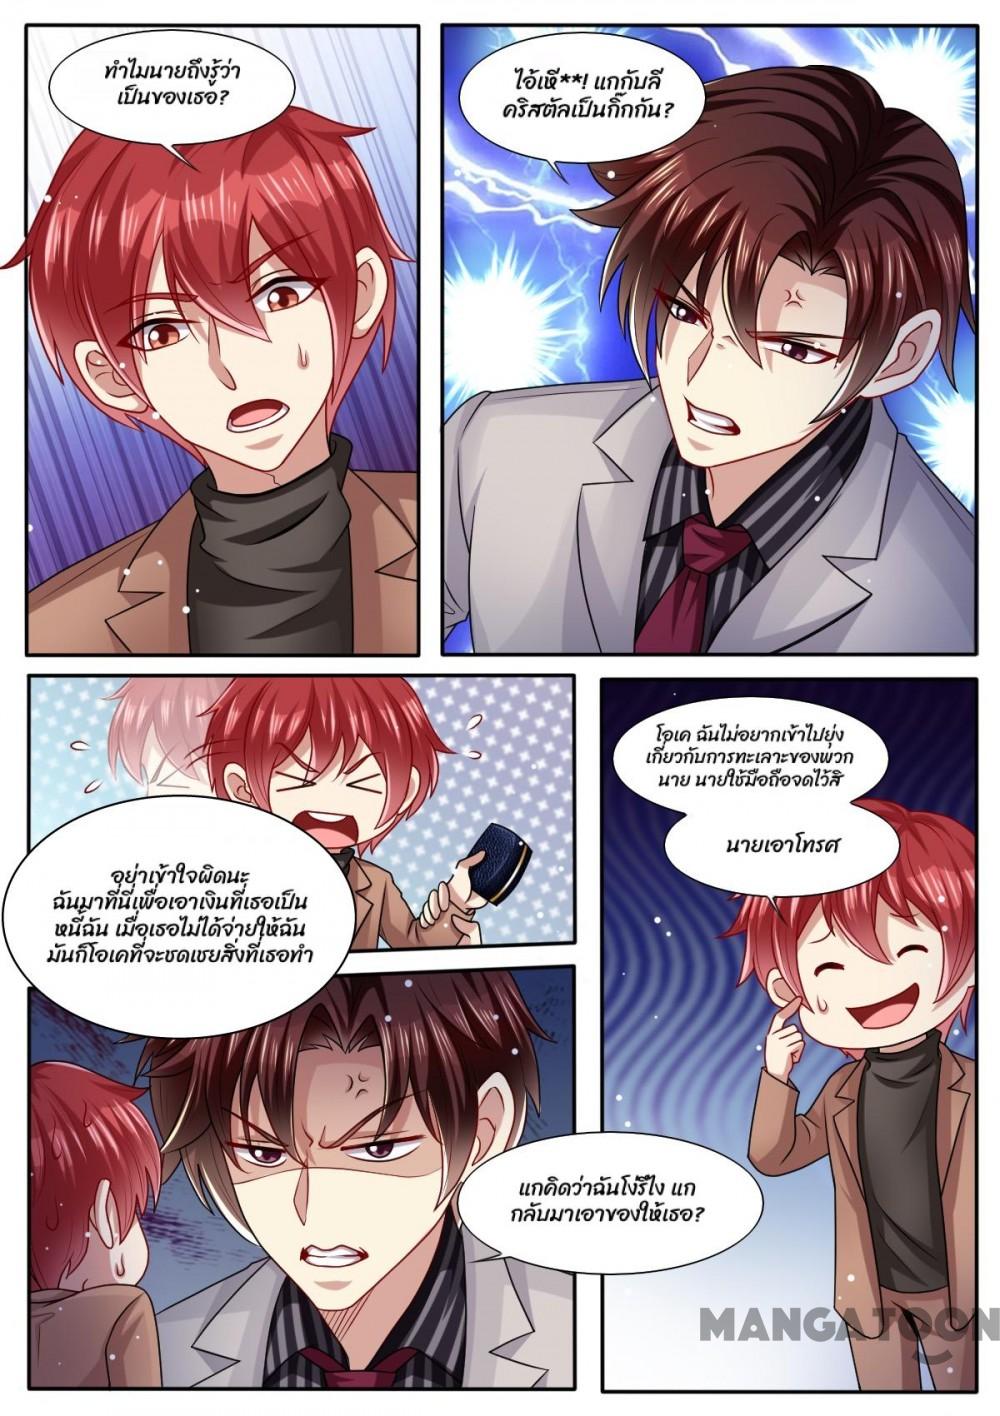 ทำไมนายถึงรู้ว่า
เป็นของเธอ?
ไอ้เหี**! แกกับลี
คริสตัลเป็นกิ๊กกัน?
อย่าเข้าใจผิดนะ
ฉันมาที่นี่เพื่อเอาเงินที่เธอเป็น
หนี้ฉัน เมื่อเธอไม่ได้จ่ายให้ฉัน
มันก็โอเคที่จะชดเชยสิ่งที่เธอทำ
โอเค ฉันไม่อยากเข้าไปยุ่ง
เกี่ยวกับการทะเลาะของพวก
นาย นายใช้มือถือจดไว้สิ
นายเอาโทรศ
แกคิดว่าฉันโง่รึไง แก
กลับมาเอาของให้เธอ?
MANGATOON